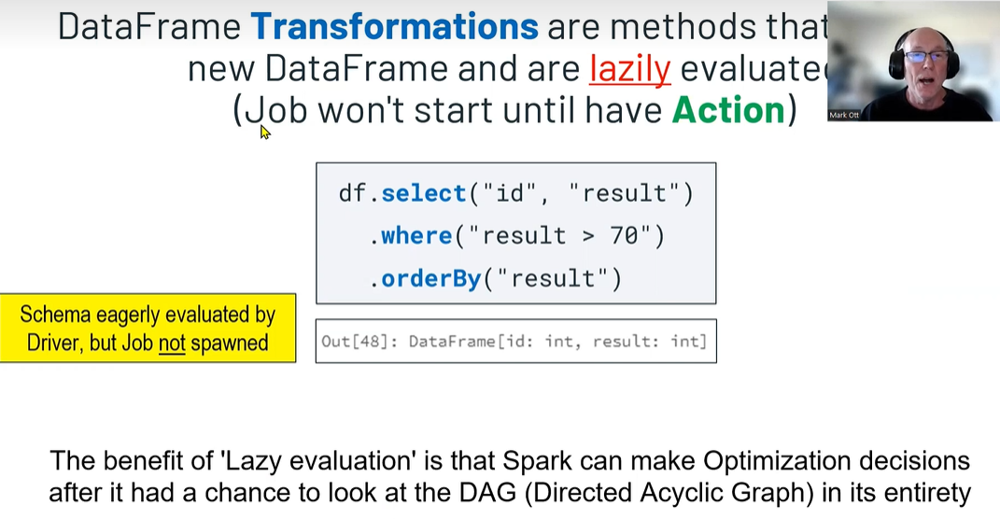 DataFrame Transformations are methods that
new DataFrame and are lazily evaluate
(Job won't start until have Action)
Mark Ott
df.select("id", "result")
.where("result > 70")
.orderBy("result")
Schema eagerly evaluated by
Driver, but Job not spawned
Out[48]: DataFrame[id: int, result: int]
The benefit of 'Lazy evaluation' is that Spark can make Optimization decisions
after it had a chance to look at the DAG (Directed Acyclic Graph) in its entirety